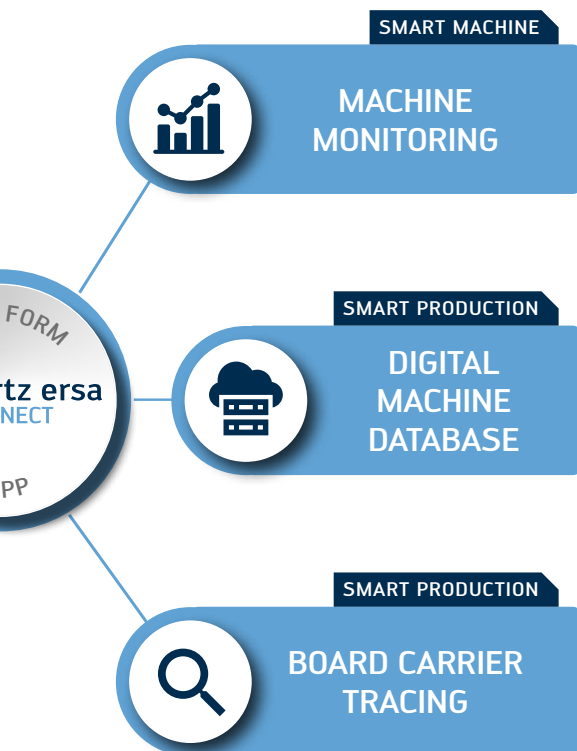 SMART MACHINE
MACHINE
MONITORING
FORM
rtz ersa
NECT
PP
SMART PRODUCTION
DIGITAL
MACHINE
DATABASE
SMART PRODUCTION
BOARD CARRIER
TRACING